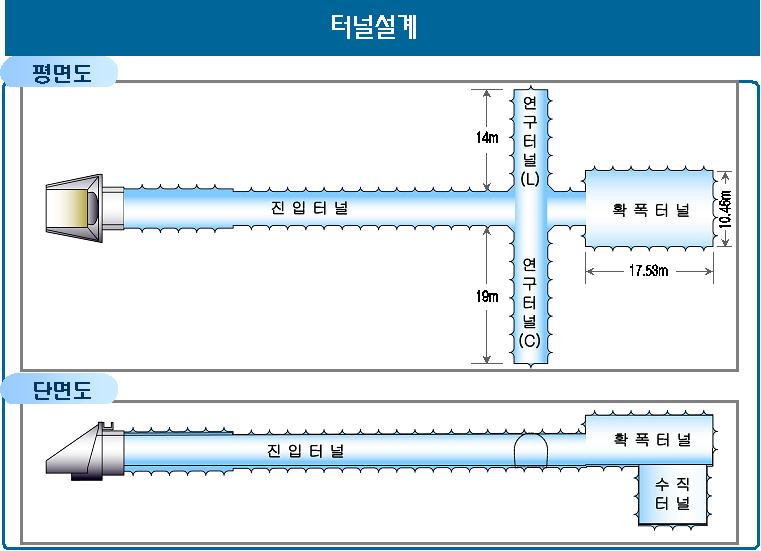 터널설계
평면도
14m
연구터널(L)
진 입 터 널
확 폭 터 널
10.46m
17.53m
19m
연구터널(C)
단면도
진 입 터 널
확 폭 터 널
수 직
터 널